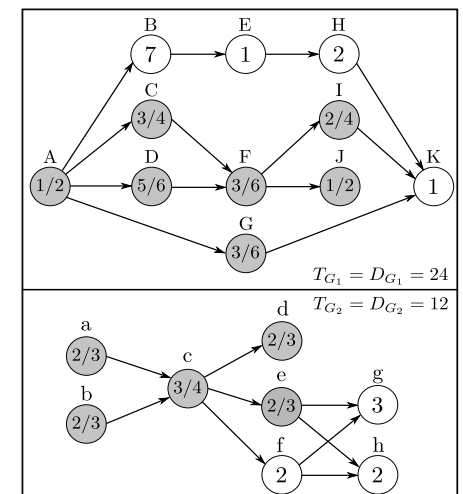 B E H
7 1 2
C I
3/4 2/4
A D F J K
1/2 5/6 3/6 1/2 1
G
3/6
T_{G_1} = D_{G_1} = 24
T_{G_2} = D_{G_2} = 12
d
a 2/3
2/3 c
3/4
b e g
2/3 2/3 3
f h
2 2